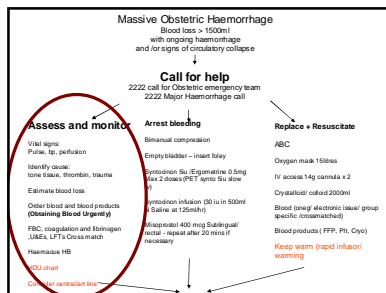 Massive Obstetric Haemorrhage
Blood loss > 1500ml
with ongoing haemorrhage
and /or signs of circulatory collapse
Call for help
2222 call for Obstetric emergency team
2222 Major Haemorrhage call
Assess and monitor
Vital signs:
Pulse, bp, perfusion
Identify cause:
tone tissue, thrombin, trauma
Estimate blood loss
Order blood and blood products
(Obtaining Blood Urgently)
FBC, coagulation and fibrinogen
,U&Es, LFTs Cross match
Haemacue HB
HDU chart
Consider central/art line
Arrest bleeding
Bimanual compression
Empty bladder – insert foley
Syntocinon 5iu /Ergometrine 0.5mg
Max 2 doses (PET synto 5iu slow
iv)
Syntocinon infusion (30 iu in 500ml
N Saline at 125ml/hr)
Misoprostol 400 mcg Sublingual/
rectal - repeat after 20 mins if
necessary
Replace + Resuscitate
ABC
Oxygen mask 15litres
IV access 14g cannula x 2
Crystalloid/ colloid 2000ml
Blood (oneg/ electronic issue/ group
specific /crossmatched)
Blood products ( FFP, Plt, Cryo)
Keep warm (rapid infusor/
warming